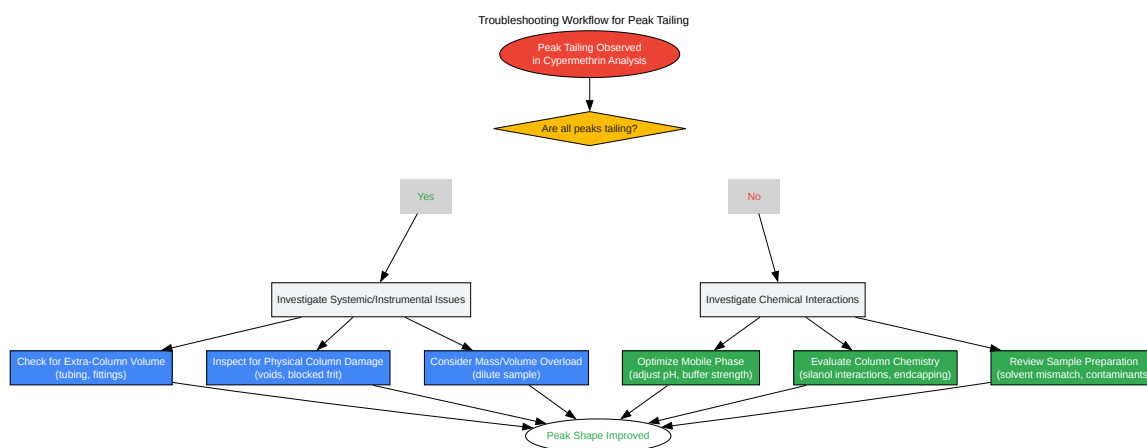 Troubleshooting Workflow for Peak Tailing
Peak Tailing Observed
in Cypermethrin Analysis
Are all peaks tailing?
Yes
No
Investigate Systemic/Instrumental Issues
Investigate Chemical Interactions
Check for Extra-Column Volume
(tubing, fittings)
Inspect for Physical Column Damage
(voids, blocked frit)
Consider Mass/Volume Overload
(dilute sample)
Optimize Mobile Phase
(adjust pH, buffer strength)
Evaluate Column Chemistry
(silanol interactions, endcapping)
Review Sample Preparation
(solvent mismatch, contaminants)
Peak Shape Improved